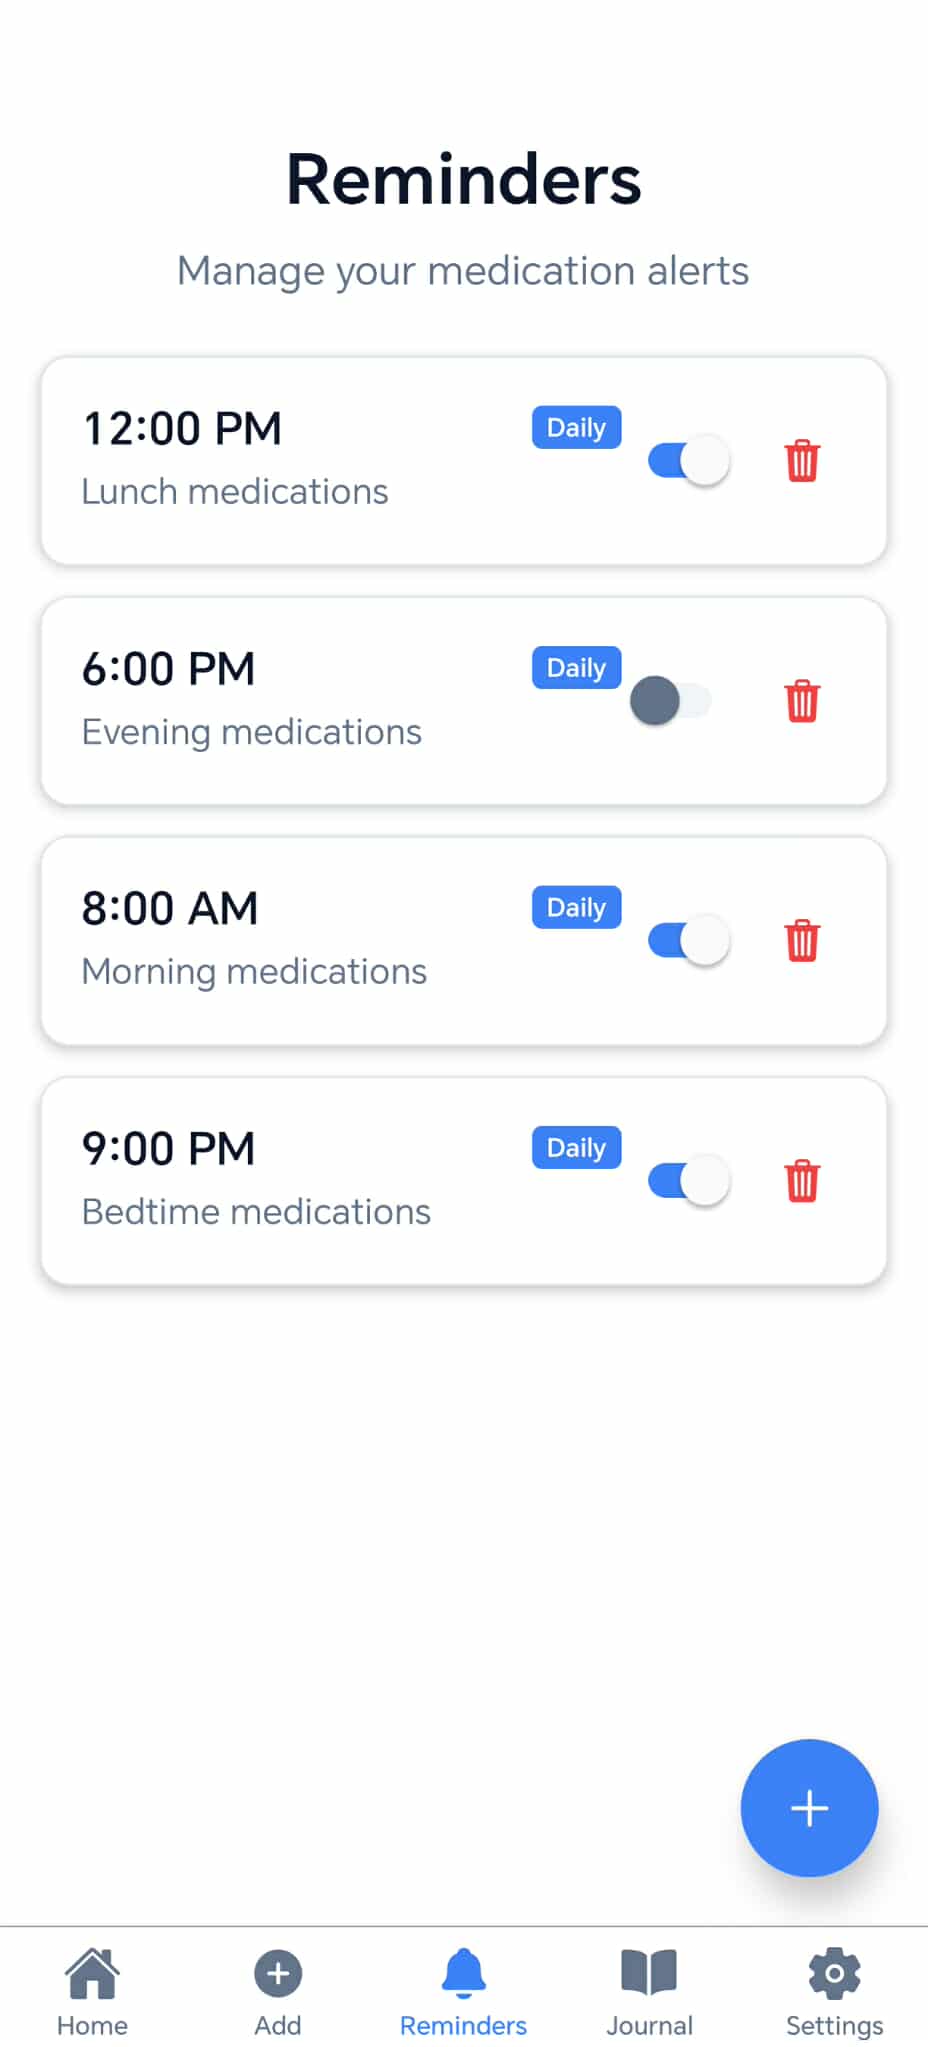 Reminders
Manage your medication alerts
12:00 PM
Daily
Lunch medications
6:00 PM
Daily
Evening medications
8:00 AM
Daily
Morning medications
9:00 PM
Daily
Bedtime medications
Home
Add
Reminders
Journal
Settings